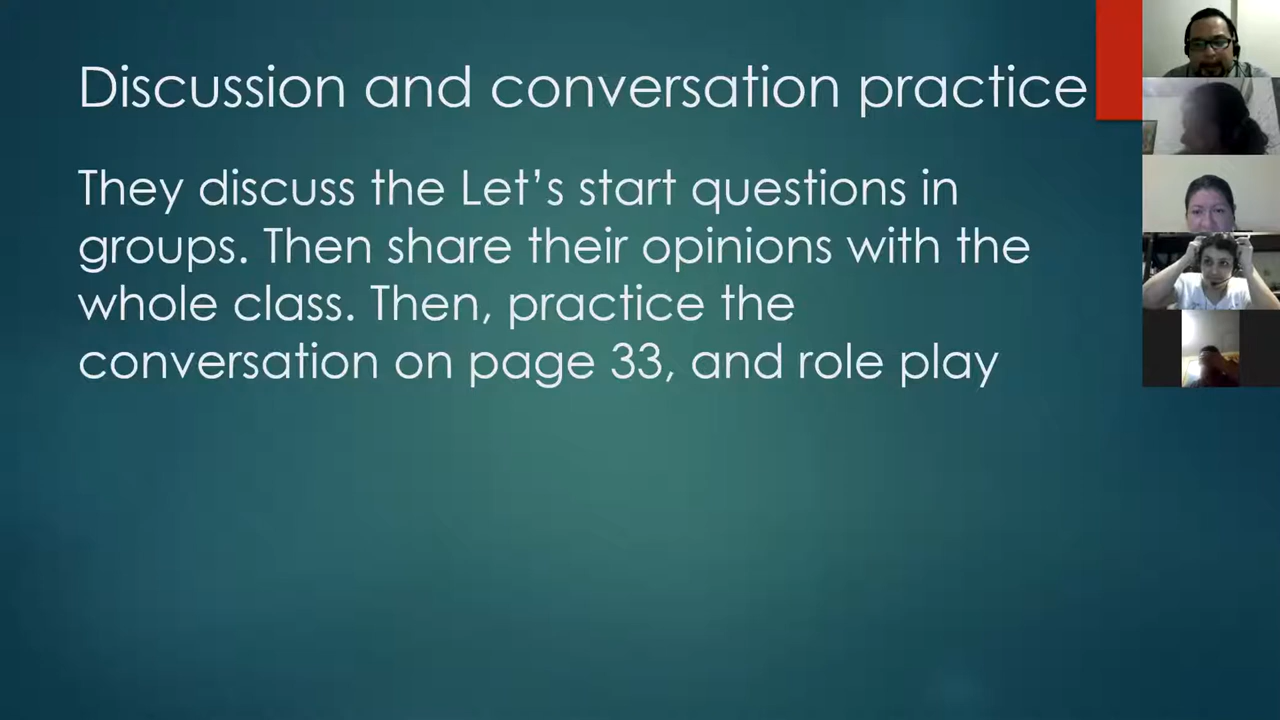 Discussion and conversation practice
They discuss the Let’s start questions in
groups. Then share their opinions with the
whole class. Then, practice the
conversation on page 33, and role play